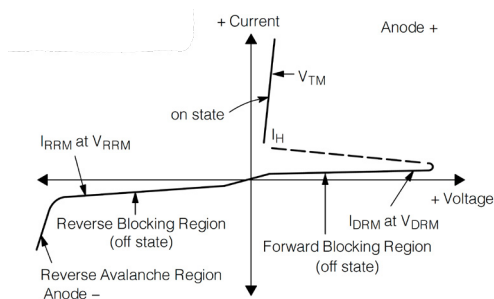 + Current
Anode +
V_TM
on state
I_H
I_RRM at V_RRM
+ Voltage
I_DRM at V_DRM
Reverse Blocking Region
(off state)
Forward Blocking Region
(off state)
Reverse Avalanche Region
Anode –